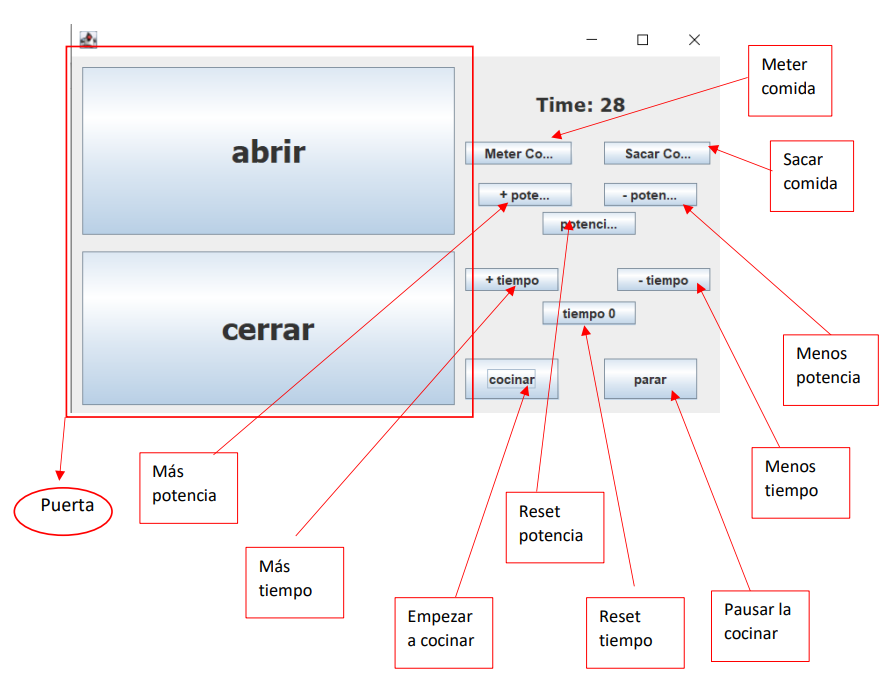 Time: 28
abrir
Meter Co...
Sacar Co...
+ pote...
- poten...
potenci...
+ tiempo
- tiempo
tiempo 0
cerrar
cocinar
parar
Meter
comida
Sacar
comida
Menos
potencia
Menos
tiempo
Más
potencia
Puerta
Reset
potencia
Más
tiempo
Empezar
a cocinar
Reset
tiempo
Pausar la
cocinar